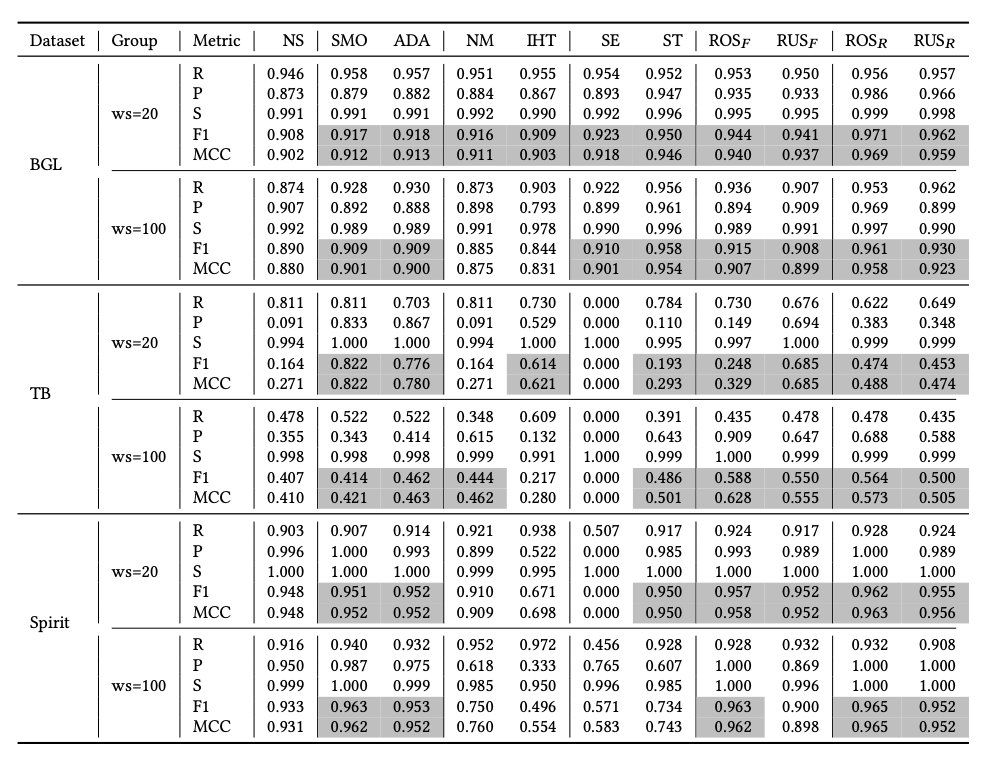 Dataset Group Metric NS SMO ADA NM IHT SE ST ROSF RUSF ROSR RUSR
R 0.946 0.958 0.957 0.951 0.955 0.954 0.952 0.953 0.950 0.956 0.957
P 0.873 0.879 0.882 0.884 0.867 0.893 0.947 0.935 0.933 0.986 0.966
ws=20 S 0.991 0.991 0.991 0.992 0.990 0.992 0.996 0.995 0.995 0.999 0.998
F1 0.908 0.917 0.918 0.916 0.909 0.923 0.950 0.944 0.941 0.971 0.962
MCC 0.902 0.912 0.913 0.911 0.903 0.918 0.946 0.940 0.937 0.969 0.959
BGL
R 0.874 0.928 0.930 0.873 0.903 0.922 0.956 0.936 0.907 0.953 0.962
P 0.907 0.892 0.888 0.898 0.793 0.899 0.961 0.894 0.909 0.969 0.899
ws=100 S 0.992 0.989 0.989 0.991 0.978 0.990 0.996 0.989 0.991 0.997 0.990
F1 0.890 0.909 0.909 0.885 0.844 0.910 0.958 0.915 0.908 0.961 0.930
MCC 0.880 0.901 0.900 0.875 0.831 0.901 0.954 0.907 0.899 0.958 0.923
R 0.811 0.811 0.703 0.811 0.730 0.000 0.784 0.730 0.676 0.622 0.649
P 0.091 0.833 0.867 0.091 0.529 0.000 0.110 0.149 0.694 0.383 0.348
ws=20 S 0.994 1.000 1.000 0.994 1.000 1.000 0.995 0.997 1.000 0.999 0.999
F1 0.164 0.822 0.776 0.164 0.614 0.000 0.193 0.248 0.685 0.474 0.453
MCC 0.271 0.822 0.780 0.271 0.621 0.000 0.293 0.329 0.685 0.488 0.474
TB
R 0.478 0.522 0.522 0.348 0.609 0.000 0.391 0.435 0.478 0.478 0.435
P 0.355 0.343 0.414 0.615 0.132 0.000 0.643 0.909 0.647 0.688 0.588
ws=100 S 0.998 0.998 0.998 0.999 0.991 1.000 0.999 1.000 0.999 0.999 0.999
F1 0.407 0.414 0.462 0.444 0.217 0.000 0.486 0.588 0.550 0.564 0.500
MCC 0.410 0.421 0.463 0.462 0.280 0.000 0.501 0.628 0.555 0.573 0.505
R 0.903 0.907 0.914 0.921 0.938 0.507 0.917 0.924 0.917 0.928 0.924
P 0.996 1.000 0.993 0.899 0.522 0.000 0.985 0.993 0.989 1.000 0.989
ws=20 S 1.000 1.000 1.000 0.999 0.995 1.000 1.000 1.000 1.000 1.000 1.000
F1 0.948 0.951 0.952 0.910 0.671 0.000 0.950 0.957 0.952 0.962 0.955
MCC 0.948 0.952 0.952 0.909 0.698 0.000 0.950 0.958 0.952 0.963 0.956
Spirit
R 0.916 0.940 0.932 0.952 0.972 0.456 0.928 0.928 0.932 0.932 0.908
P 0.950 0.987 0.975 0.618 0.333 0.765 0.607 1.000 0.869 1.000 1.000
ws=100 S 0.999 1.000 0.999 0.985 0.950 0.996 0.985 1.000 0.996 1.000 1.000
F1 0.933 0.963 0.953 0.750 0.496 0.571 0.734 0.963 0.900 0.965 0.952
MCC 0.931 0.962 0.952 0.760 0.554 0.583 0.743 0.962 0.898 0.965 0.952